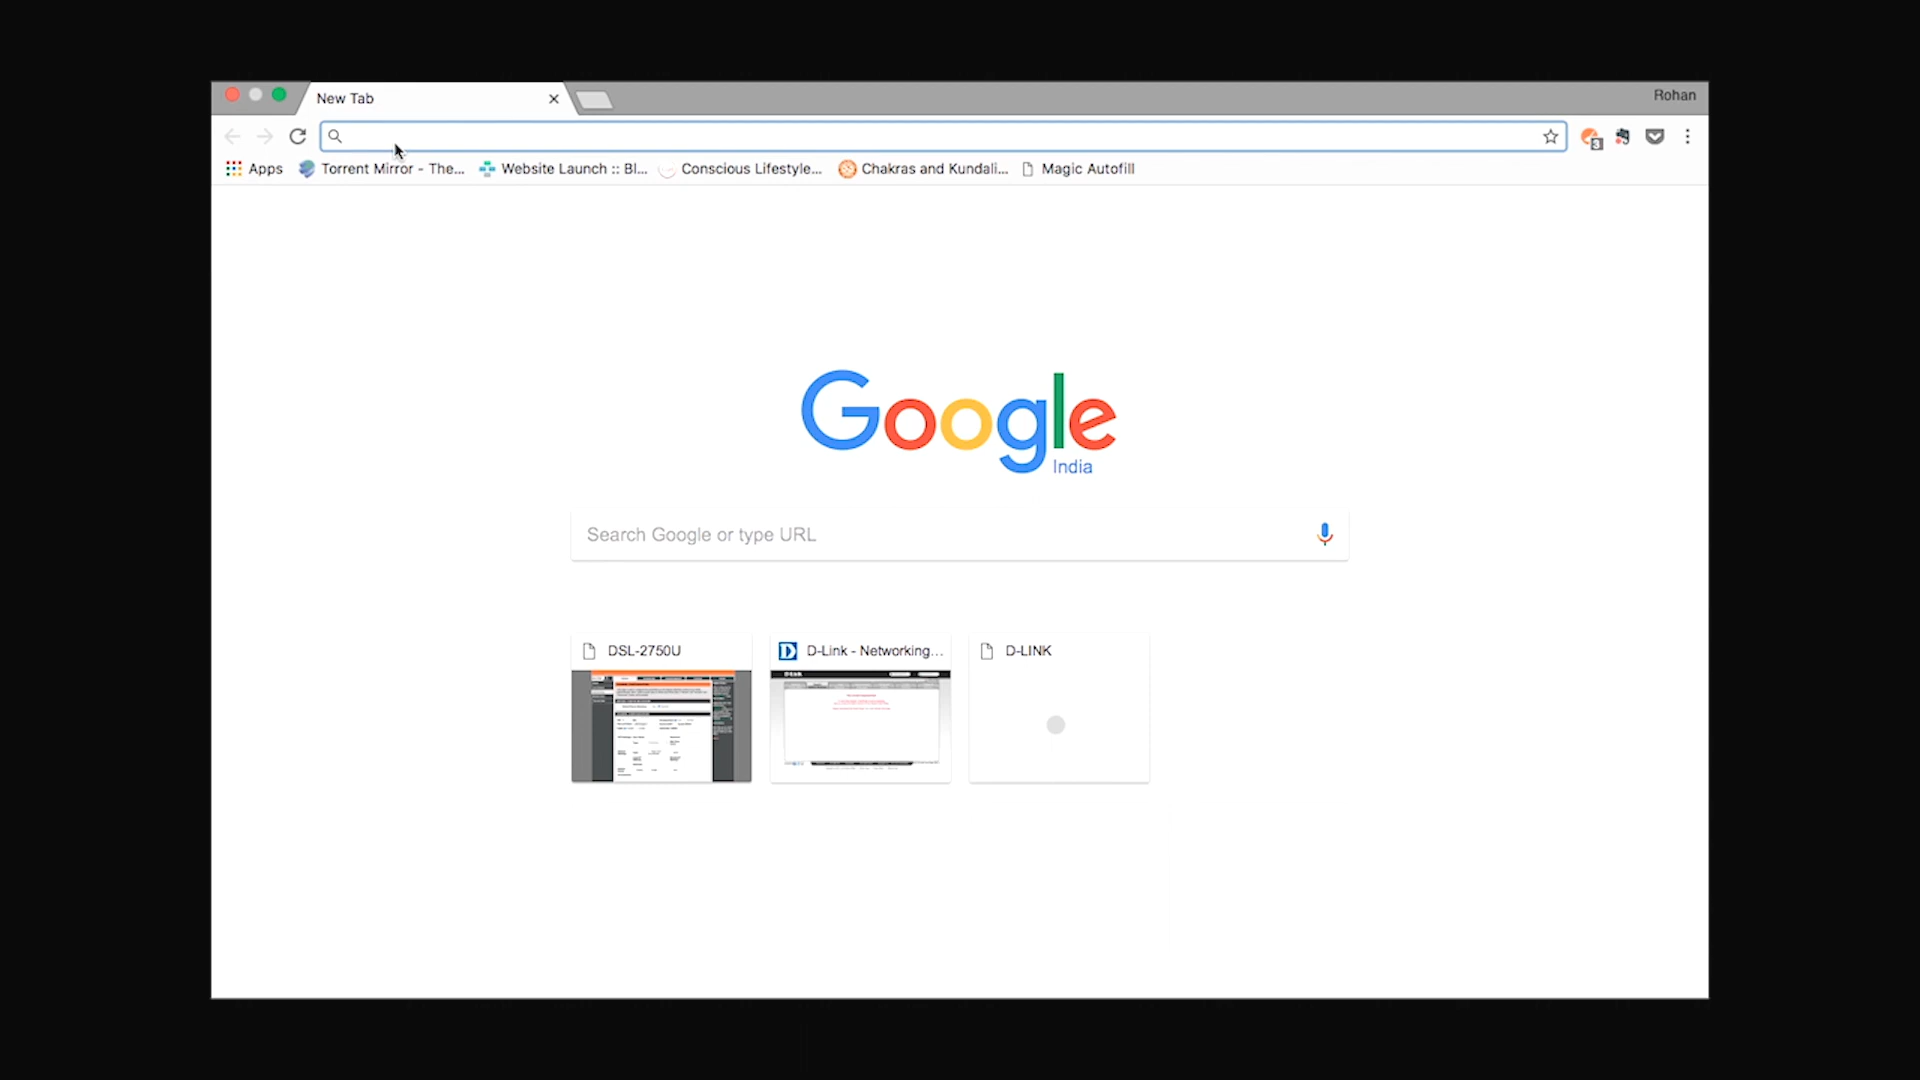 New Tab
Rohan
3
Apps
Torrent Mirror - The...
Website Launch :: Bl...
Conscious Lifestyle...
Chakras and Kundali...
Magic Autofill
Google
India
Search Google or type URL
DSL-2750U
D D-Link - Networking...
D-LINK